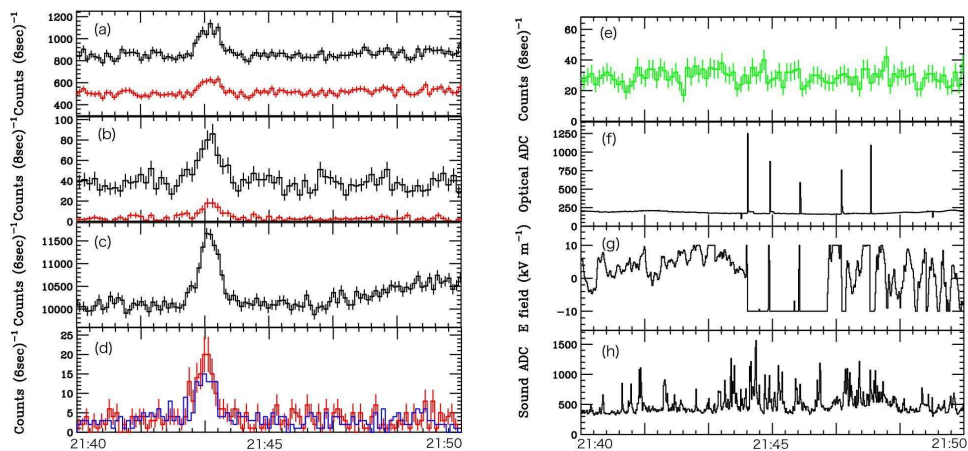 (a)
Counts (6sec)⁻¹
1200
1000
800
600
400
(b)
Counts (6sec)⁻¹
100
80
60
40
20
0
(c)
Counts (6sec)⁻¹
11500
11000
10500
10000
(d)
Counts (6sec)⁻¹
25
20
15
10
5
0
21:40
21:45
21:50
(e)
Counts (6sec)⁻¹
60
40
20
0
(f)
Optical ADC
1250
1000
750
500
250
0
(g)
E field (kV m⁻¹)
10
0
-10
(h)
Sound ADC
1500
1000
500
0
21:40
21:45
21:50